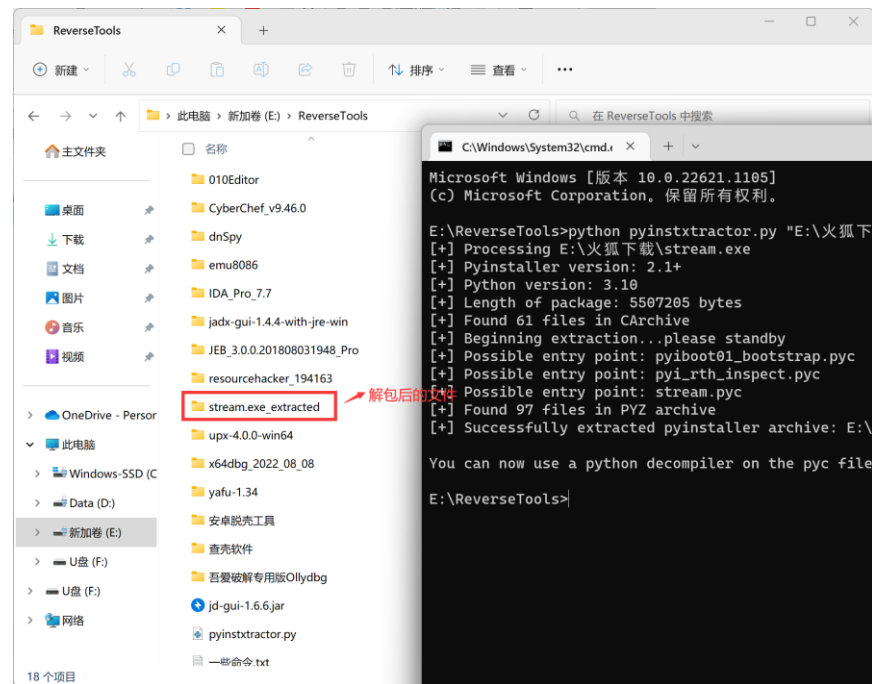 ReverseTools
新建
排序
查看
此电脑 > 新加卷 (E:) > ReverseTools
在 ReverseTools 中搜索
主文件夹
桌面
下载
文档
图片
音乐
视频
OneDrive - Persor
此电脑
Windows-SSD (C
Data (D:)
新加卷 (E:)
U盘 (F:)
U盘 (F:)
网络
18 个项目
名称
010Editor
CyberChef_v9.46.0
dnSpy
emu8086
IDA_Pro_7.7
jadx-gui-1.4.4-with-jre-win
JEB_3.0.0.201808031948_Pro
resourcehacker_194163
stream.exe_extracted
解包后的文件
upx-4.0.0-win64
x64dbg_2022_08_08
yafu-1.34
安卓脱壳工具
查壳软件
吾爱破解专用版Ollydbg
jd-gui-1.6.6.jar
pyinstxtractor.py
一些命令.txt
C:\Windows\System32\cmd.e
Microsoft Windows [版本 10.0.22621.1105]
(c) Microsoft Corporation。保留所有权利。
E:\ReverseTools>python pyinstxtractor.py "E:\火狐下
[+] Processing E:\火狐下载\stream.exe
[+] Pyinstaller version: 2.1+
[+] Python version: 3.10
[+] Length of package: 5507205 bytes
[+] Found 61 files in CArchive
[+] Beginning extraction...please standby
[+] Possible entry point: pyiboot01_bootstrap.pyc
[+] Possible entry point: pyi_rth_inspect.pyc
[+] Possible entry point: stream.pyc
[+] Found 97 files in PYZ archive
[+] Successfully extracted pyinstaller archive: E:\
You can now use a python decompiler on the pyc file
E:\ReverseTools>